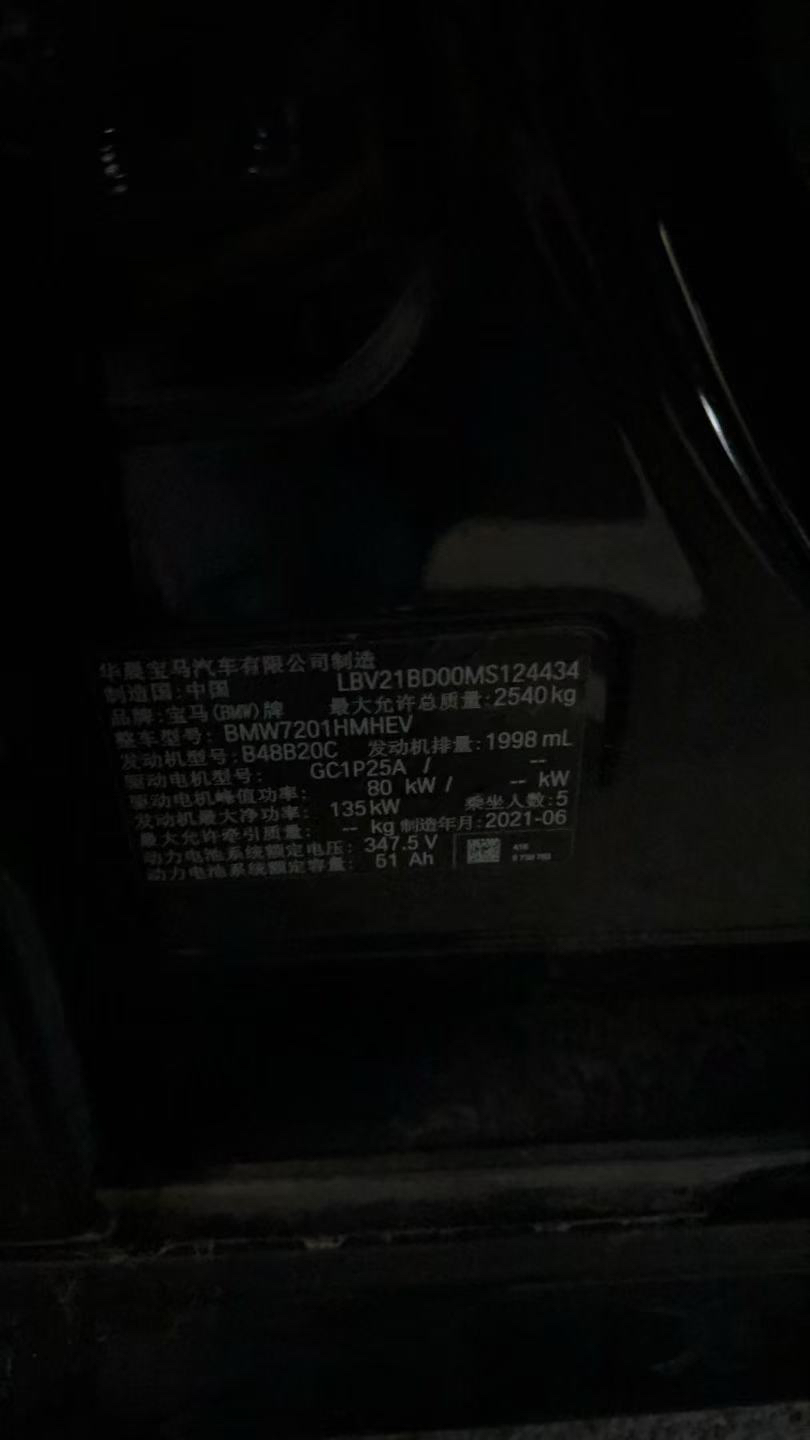 华晨宝马汽车有限公司制造
制造国:中国 LBV21BD00MS124434
品牌:宝马(BMW)牌 最大允许总质量:2540kg
整车型号: BMW7201HMHEV
发动机型号:B48B20C 发动机排量:1998 mL
驱动电机型号: GC1P25A / --
驱动电机峰值功率: 80 kW / -- kW
发动机最大净功率: 135kW 乘坐人数:5
最大允许牵引质量: -- kg 制造年月:2021-06
动力电池系统额定电压: 347.5 V
动力电池系统额定容量: 51 Ah